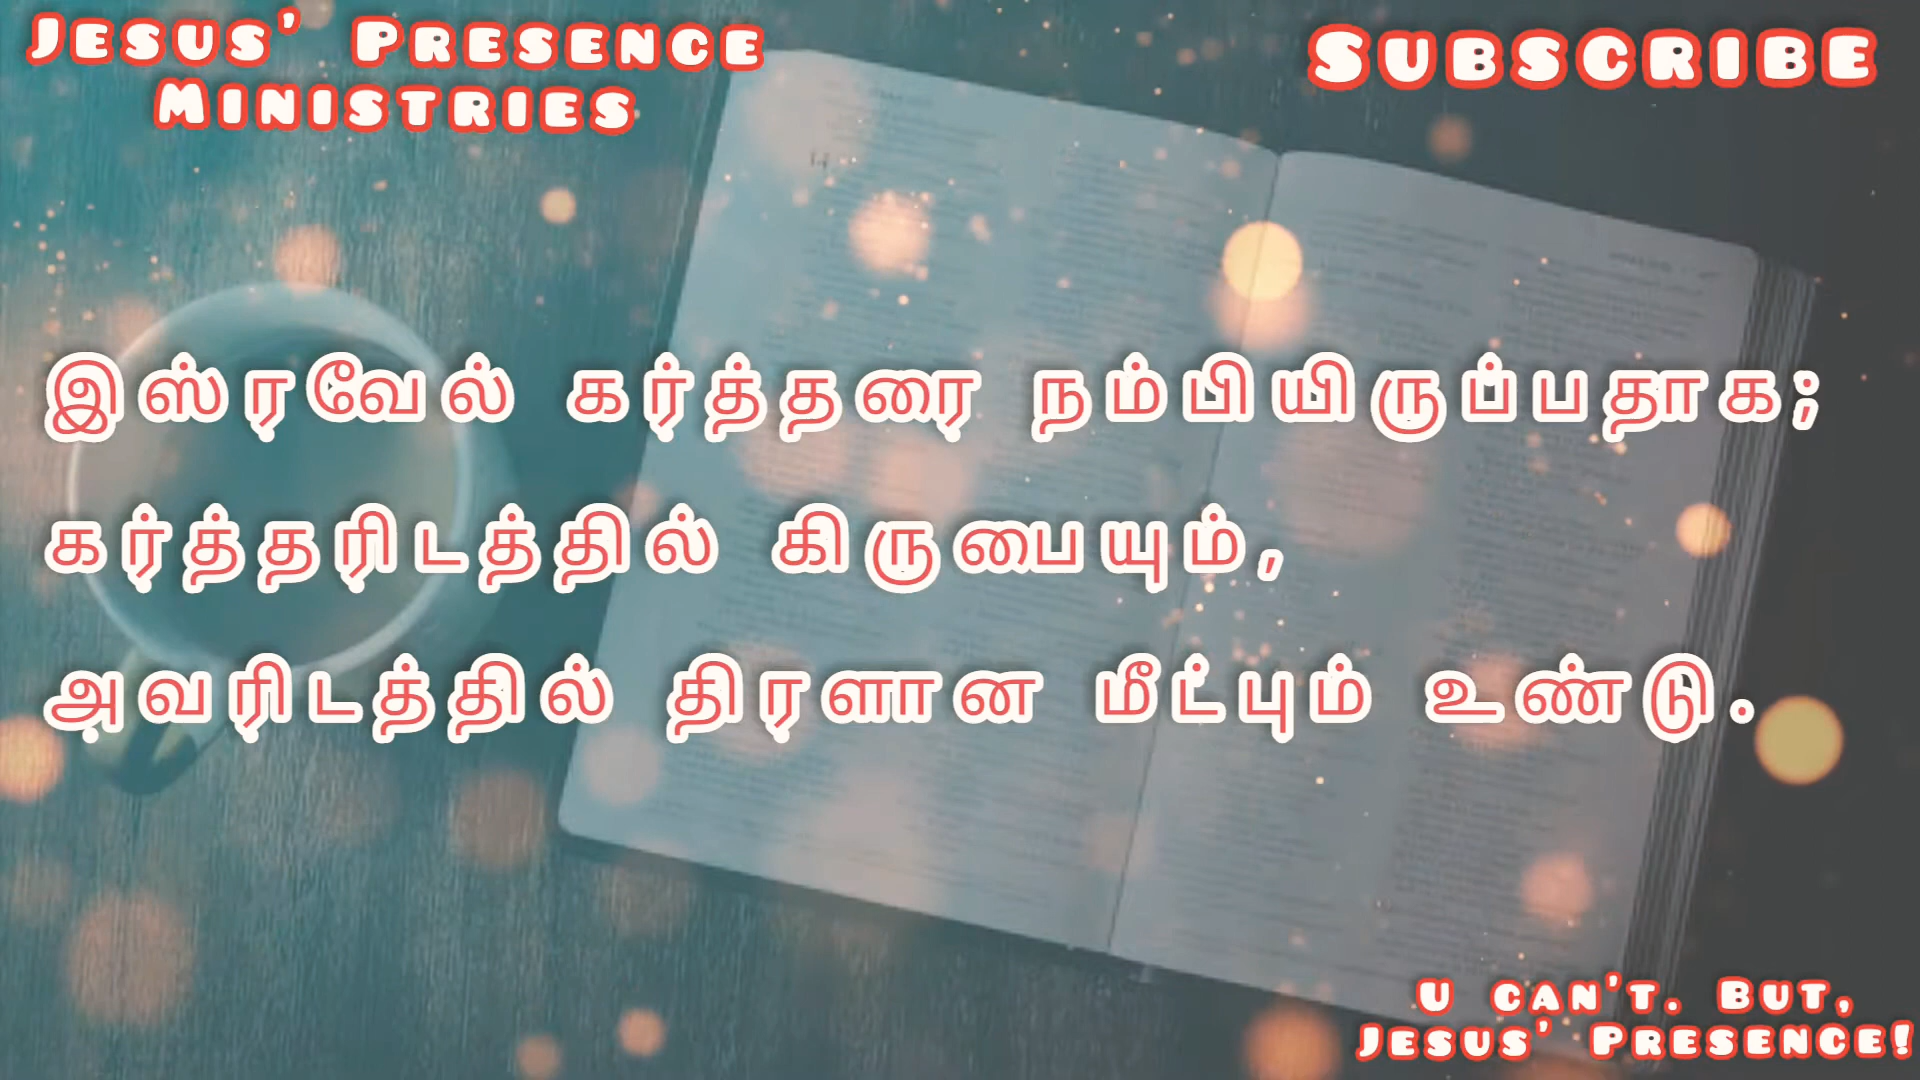 Jesus' Presence
Ministries
Subscribe
இஸ்ரவேல் கர்த்தரை நம்பியிருப்பதாக;
கர்த்தரிடத்தில் கிருபையும்,
அவரிடத்தில் திரளான மீட்பும் உண்டு.
U can't. But,
Jesus' Presence!